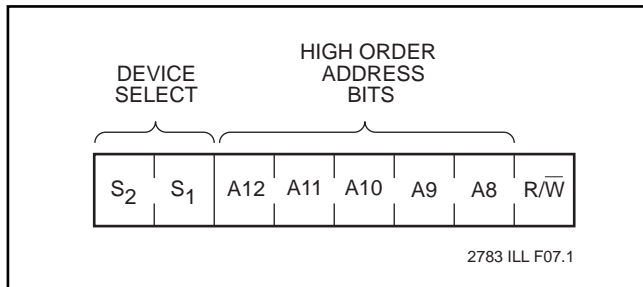 HIGH ORDER
ADDRESS
BITS
DEVICE
SELECT
S₂ S₁ A12 A11 A10 A9 A8 R/W̅
2783 ILL F07.1